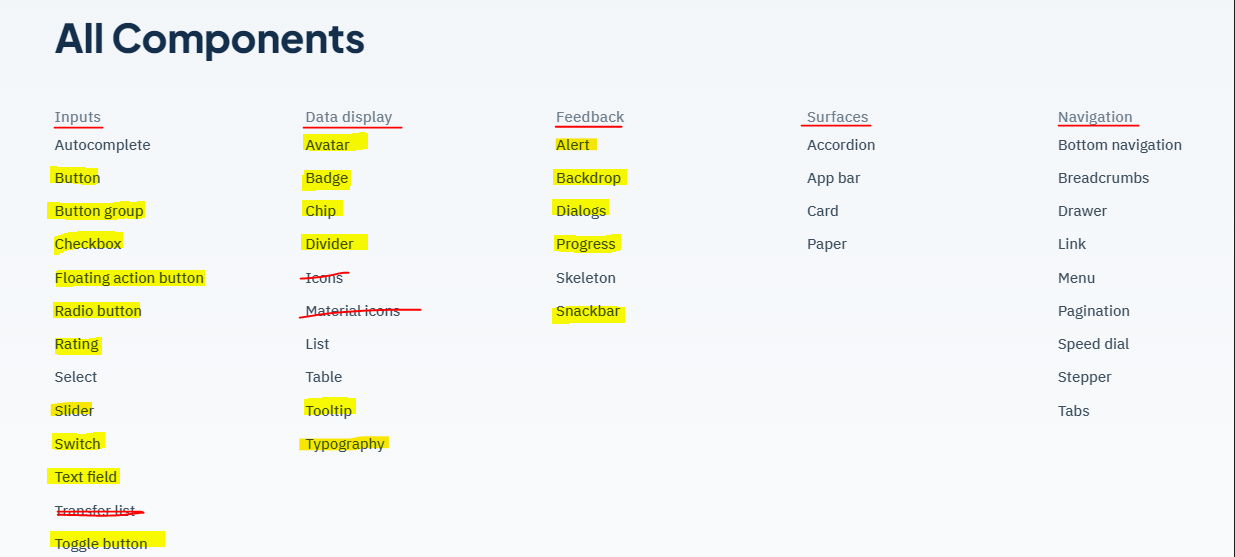 All Components
Inputs
Autocomplete
Button
Button group
Checkbox
Floating action button
Radio button
Rating
Select
Slider
Switch
Text field
Transfer list
Toggle button
Data display
Avatar
Badge
Chip
Divider
Icons
Material icons
List
Table
Tooltip
Typography
Feedback
Alert
Backdrop
Dialogs
Progress
Skeleton
Snackbar
Surfaces
Accordion
App bar
Card
Paper
Navigation
Bottom navigation
Breadcrumbs
Drawer
Link
Menu
Pagination
Speed dial
Stepper
Tabs